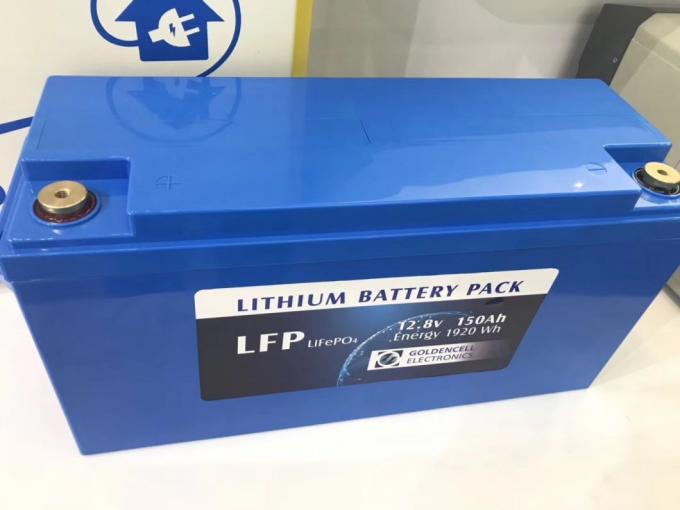 +
LITHIUM BATTERY PACK
LFP LiFePO4
12.8v 150Ah
Energy 1920 Wh
GOLDENCELL
ELECTRONICS